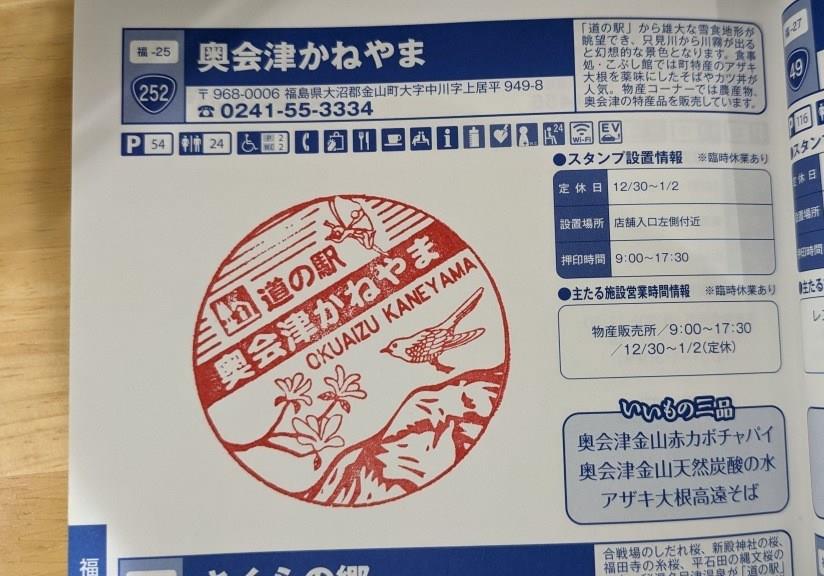 福-25
252
奥会津かねやま
〒968-0006 福島県大沼郡金山町大字中川字上居平 949-8
☎ 0241-55-3334
「道の駅」から雄大な雪食地形が
眺望でき、只見川から川霧が出る
と幻想的な景色となります。食事
処・こぶし館では町特産のアザキ
大根を薬味にしたそばやカツ丼が
人気。物産コーナーでは農産物、
奥会津の特産品を販売しています。
P 54 24 P 2 WC 2 24 Wi-Fi EV
道の駅
奥会津かねやま
OKUAIZU KANEYAMA
●スタンプ設置情報 ※臨時休業あり
定休日 12/30~1/2
設置場所 店舗入口左側付近
押印時間 9:00~17:30
●主たる施設営業時間情報 ※臨時休業あり
物産販売所/9:00~17:30
/12/30~1/2(定休)
いいもの三品
奥会津金山赤カボチャパイ
奥会津金山天然炭酸の水
アザキ大根高遠そば
福
合戦場のしだれ桜、新殿神社の桜、
福田寺の糸桜、平石田の縄文桜の
-27
49
P 116